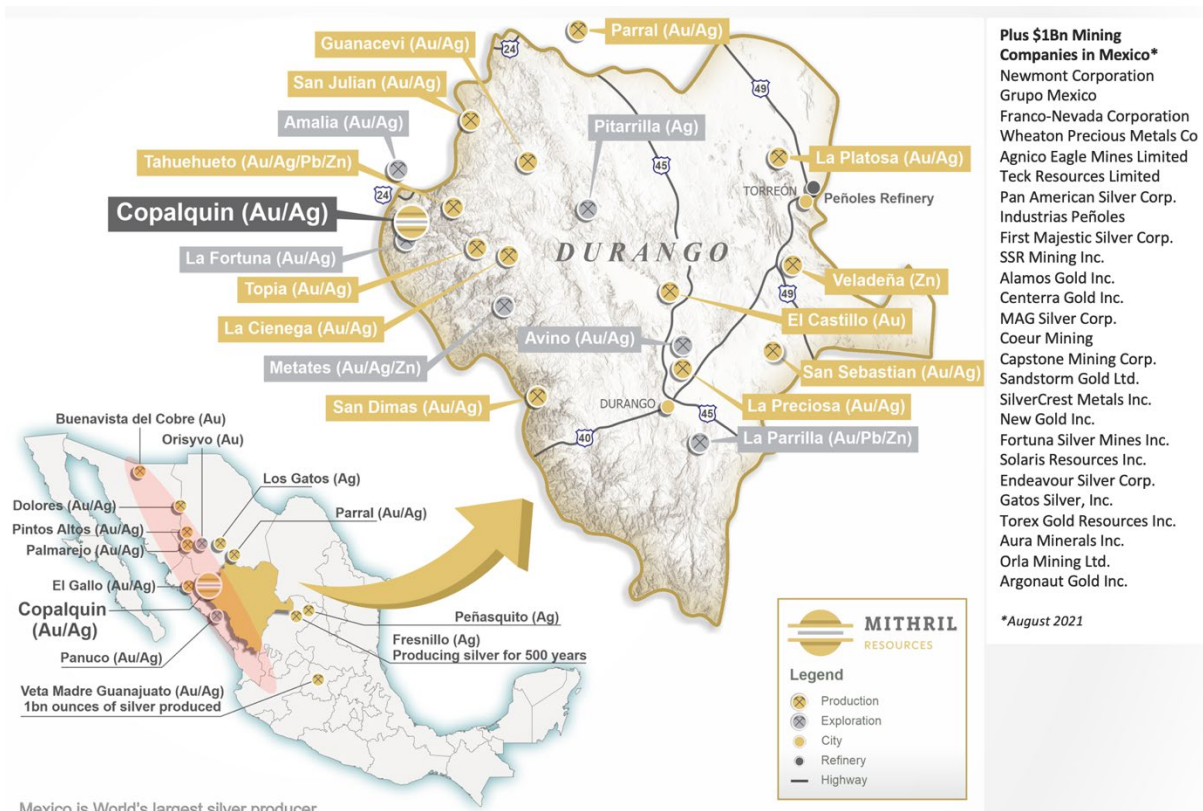 Parral (Au/Ag)
Guanacevi (Au/Ag)
San Julian (Au/Ag)
Amalia (Au/Ag)
Pitarrilla (Ag)
Tahuehueto (Au/Ag/Pb/Zn)
La Platosa (Au/Ag)
24
49
45
24
TORREÓN
Peñoles Refinery
Copalquin (Au/Ag)
La Fortuna (Au/Ag)
DURANGO
Topia (Au/Ag)
Veladeña (Zn)
49
La Cienega (Au/Ag)
El Castillo (Au)
Avino (Au/Ag)
Metates (Au/Ag/Zn)
San Sebastian (Au/Ag)
San Dimas (Au/Ag)
DURANGO
La Preciosa (Au/Ag)
45
40
La Parrilla (Au/Pb/Zn)
Buenavista del Cobre (Au)
Orisyvo (Au)
Los Gatos (Ag)
Dolores (Au/Ag)
Parral (Au/Ag)
Pintos Altos (Au/Ag)
Palmarejo (Au/Ag)
El Gallo (Au/Ag)
Copalquin
(Au/Ag)
Peñasquito (Ag)
Fresnillo (Ag)
Producing silver for 500 years
Panuco (Au/Ag)
Veta Madre Guanajuato (Au/Ag)
1bn ounces of silver produced
Mexico is World's largest silver producer
MITHRIL
RESOURCES
Legend
Production
Exploration
City
Refinery
Highway
Plus $1Bn Mining
Companies in Mexico*
Newmont Corporation
Grupo Mexico
Franco-Nevada Corporation
Wheaton Precious Metals Co
Agnico Eagle Mines Limited
Teck Resources Limited
Pan American Silver Corp.
Industrias Peñoles
First Majestic Silver Corp.
SSR Mining Inc.
Alamos Gold Inc.
Centerra Gold Inc.
MAG Silver Corp.
Coeur Mining
Capstone Mining Corp.
Sandstorm Gold Ltd.
SilverCrest Metals Inc.
New Gold Inc.
Fortuna Silver Mines Inc.
Solaris Resources Inc.
Endeavour Silver Corp.
Gatos Silver, Inc.
Torex Gold Resources Inc.
Aura Minerals Inc.
Orla Mining Ltd.
Argonaut Gold Inc.
*August 2021